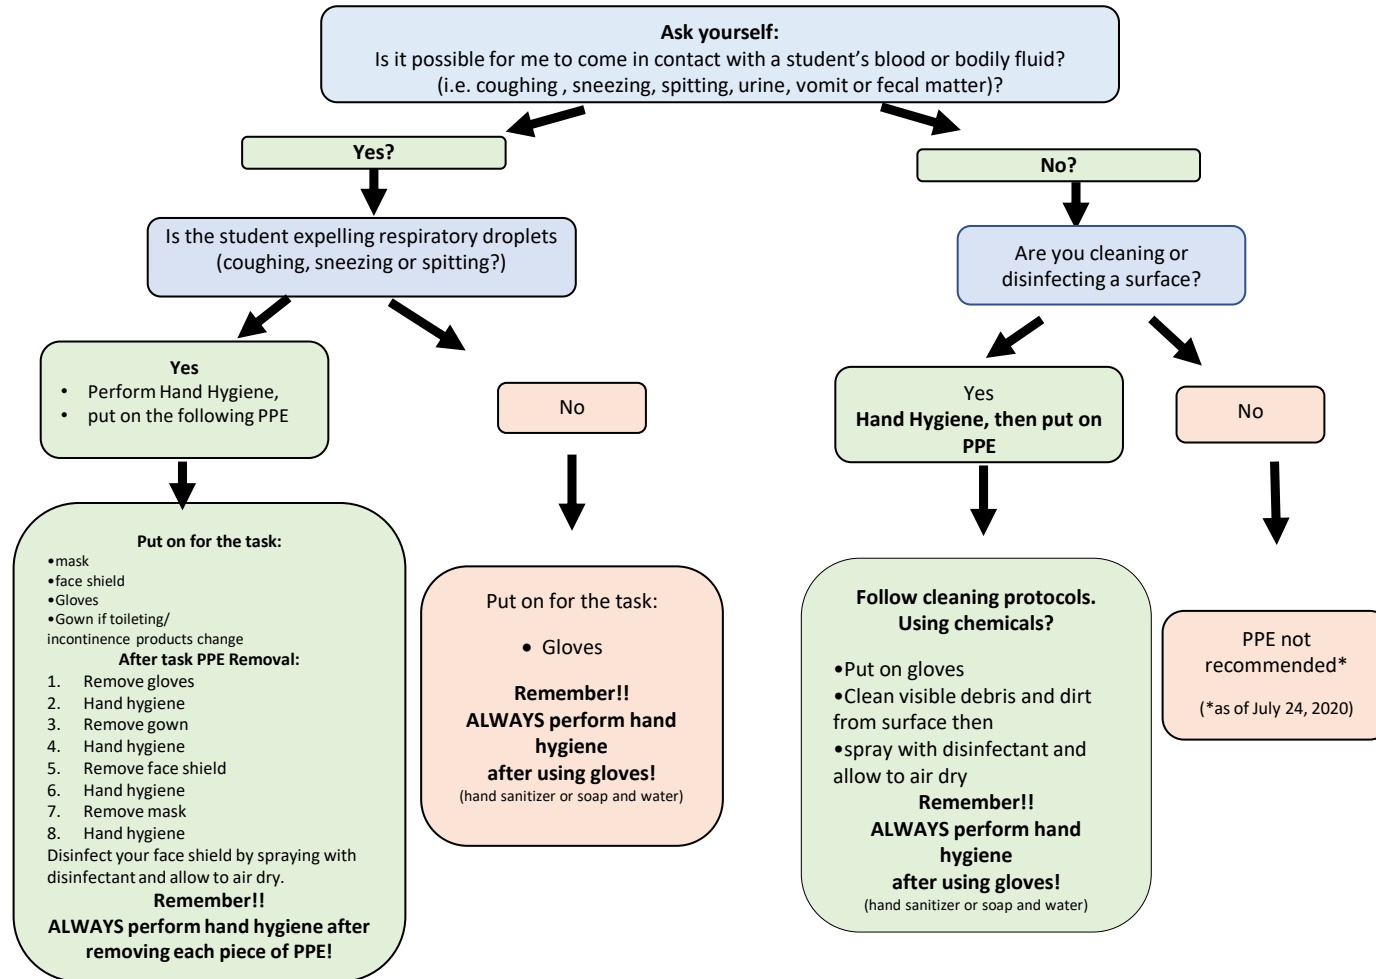 Ask yourself:
Is it possible for me to come in contact with a student’s blood or bodily fluid?
(i.e. coughing , sneezing, spitting, urine, vomit or fecal matter)?
Yes?
No?
Is the student expelling respiratory droplets
(coughing, sneezing or spitting?)
Are you cleaning or
disinfecting a surface?
Yes
• Perform Hand Hygiene,
• put on the following PPE
No
Yes
Hand Hygiene, then put on
PPE
No
Put on for the task:
•mask
•face shield
•Gloves
•Gown if toileting/
incontinence products change
After task PPE Removal:
1. Remove gloves
2. Hand hygiene
3. Remove gown
4. Hand hygiene
5. Remove face shield
6. Hand hygiene
7. Remove mask
8. Hand hygiene
Disinfect your face shield by spraying with
disinfectant and allow to air dry.
Remember!!
ALWAYS perform hand hygiene after
removing each piece of PPE!
Put on for the task:
• Gloves
Remember!!
ALWAYS perform hand
hygiene
after using gloves!
(hand sanitizer or soap and water)
Follow cleaning protocols.
Using chemicals?
•Put on gloves
•Clean visible debris and dirt
from surface then
•spray with disinfectant and
allow to air dry
Remember!!
ALWAYS perform hand
hygiene
after using gloves!
(hand sanitizer or soap and water)
PPE not
recommended*
(*as of July 24, 2020)